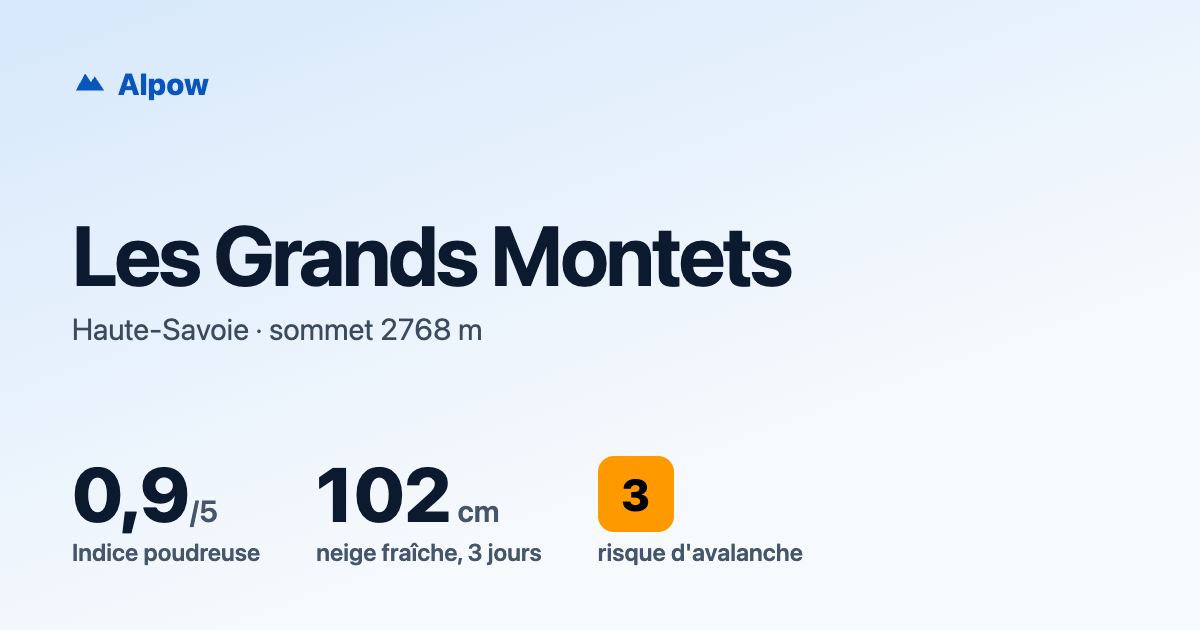 Alpow
Les Grands Montets
Haute-Savoie · sommet 2768 m
0,9/5
Indice poudreuse
102 cm
neige fraîche, 3 jours
3
risque d'avalanche